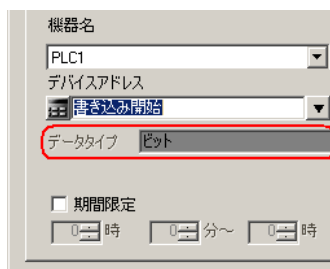 機器名
PLC1
デバイスアドレス
書き込み開始
データタイプ ビット
期間限定
0 時 0 分～ 0 時